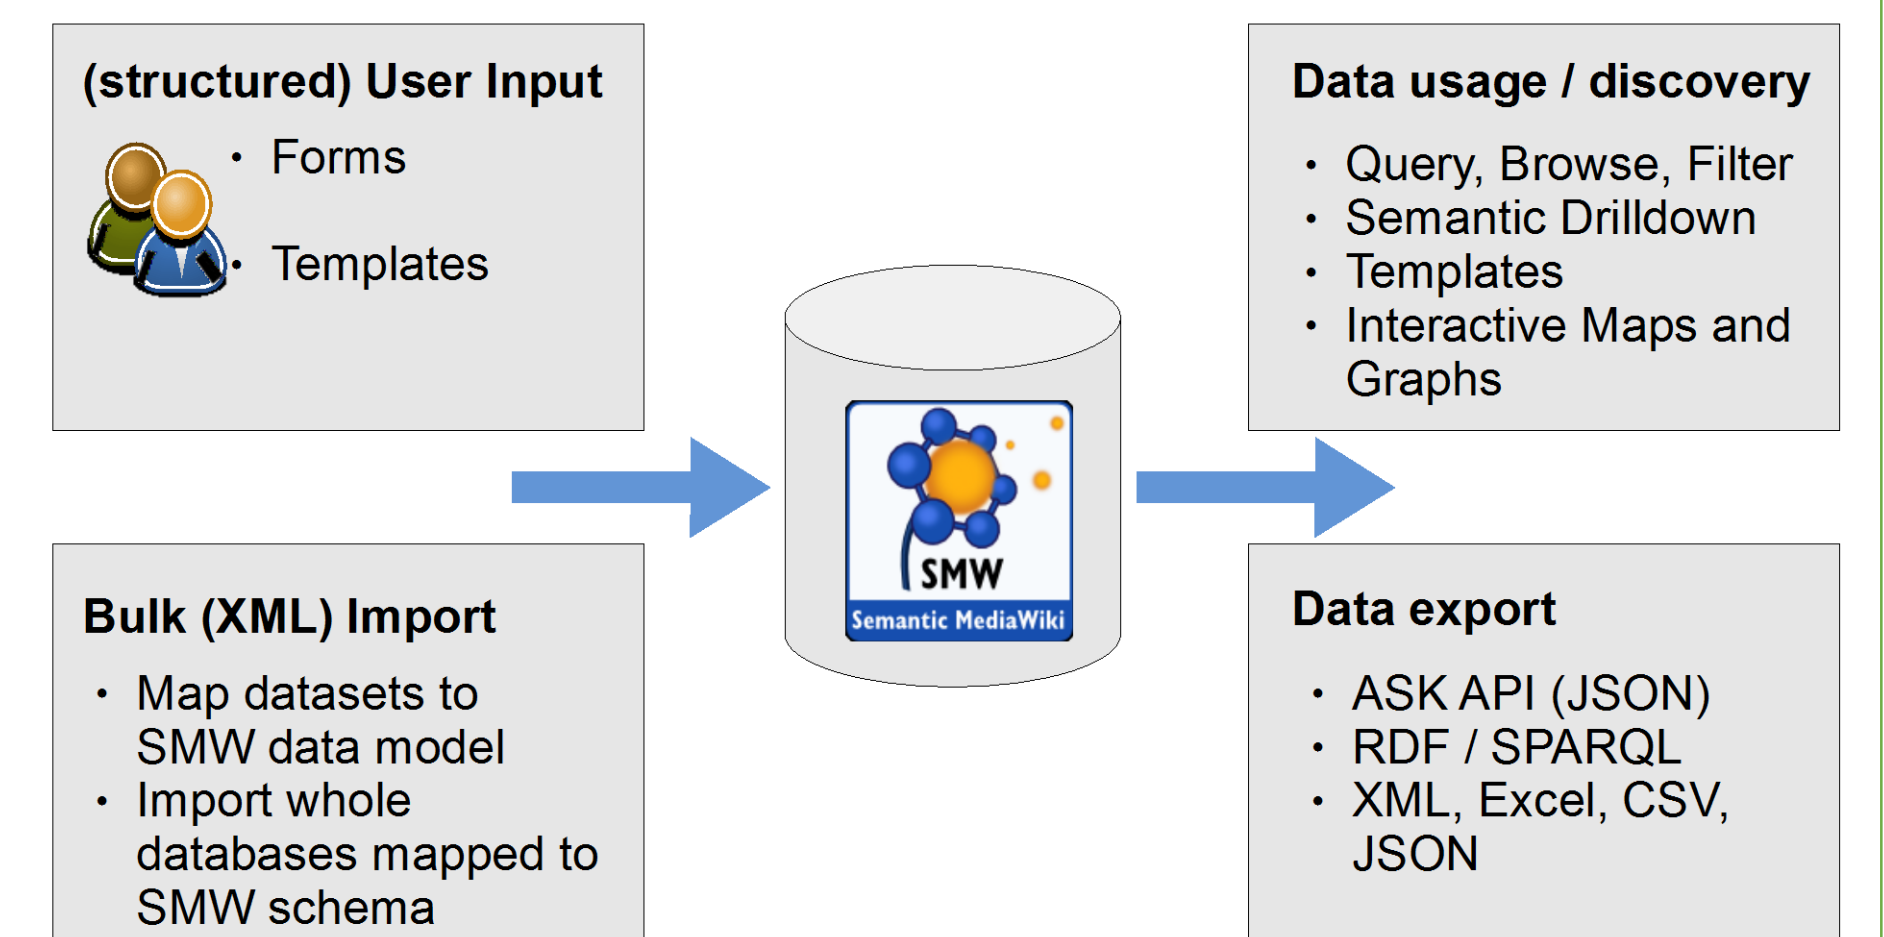 (structured) User Input
• Forms
• Templates
Bulk (XML) Import
• Map datasets to
SMW data model
• Import whole
databases mapped to
SMW schema
SMW
Semantic MediaWiki
Data usage / discovery
• Query, Browse, Filter
• Semantic Drilldown
• Templates
• Interactive Maps and
Graphs
Data export
• ASK API (JSON)
• RDF / SPARQL
• XML, Excel, CSV,
JSON